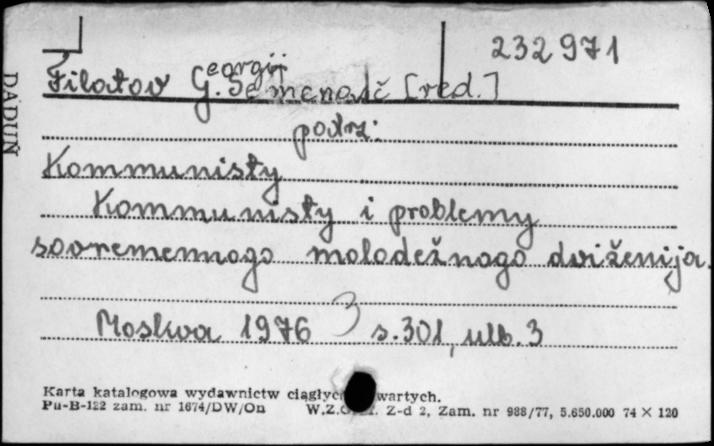 232971
Filatov Georgij Semenovič [red.]
podrz:
Kommunisty
Kommunisty i problemy
sovremennogo molodežnogo dviženija.
Moskva 1976 3 s. 301, ulb. 3
Karta katalogowa wydawnictw ciągłych wartych.
Pu-B-122 zam. nr 1674/DW/On W.Z. Z-d 2, Zam. nr 988/77, 5.650.000 74 × 120